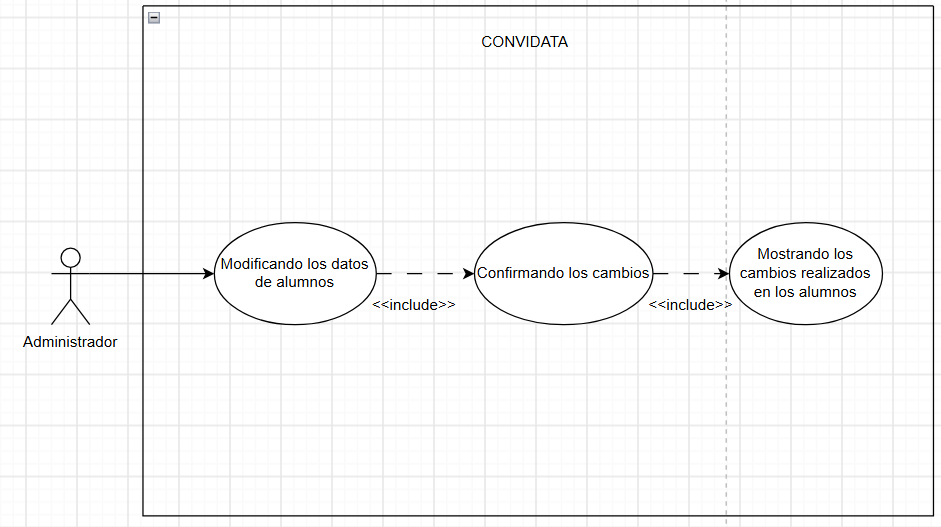 CONVIDATA
Modificando los datos
de alumnos
<<include>>
Confirmando los cambios
<<include>>
Mostrando los
cambios realizados
en los alumnos
Administrador